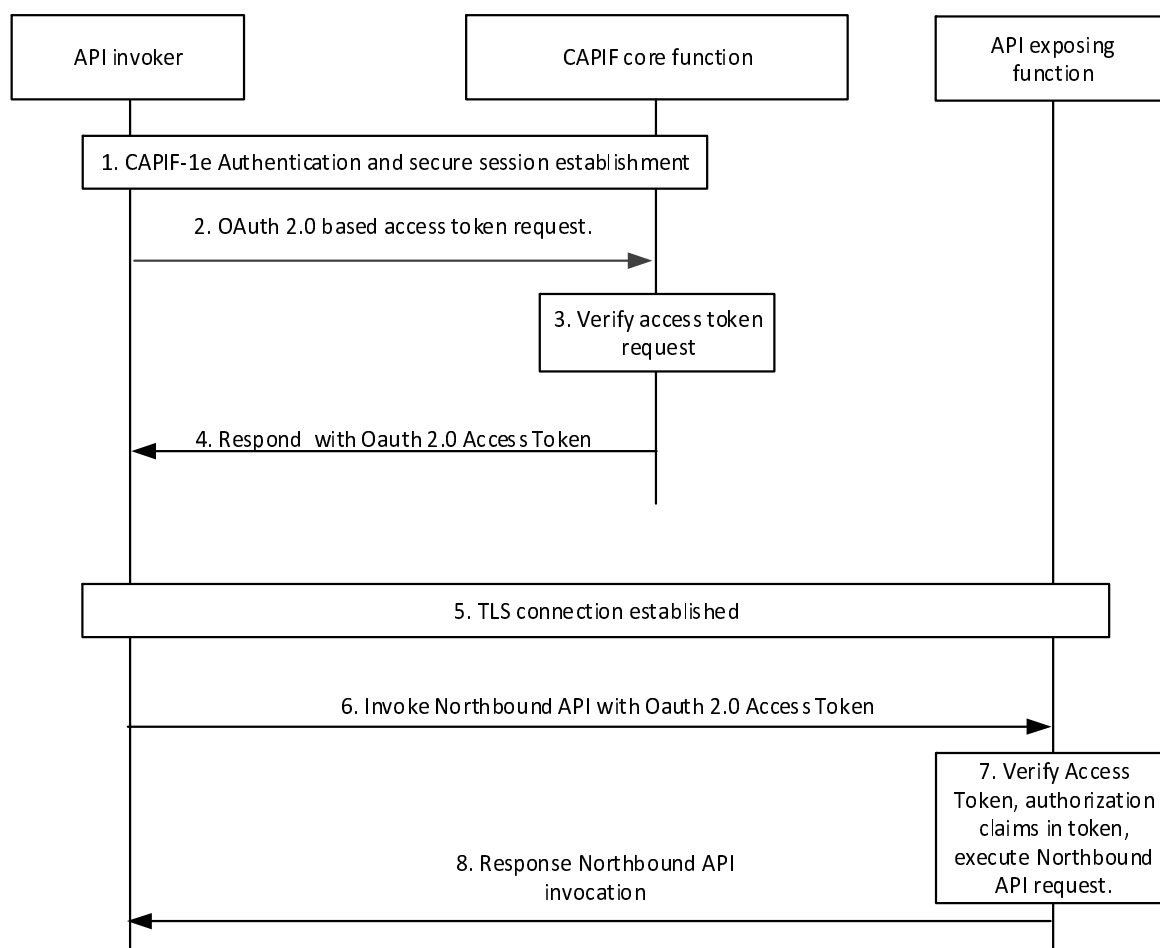 API invoker
CAPIF core function
API exposing
function
1. CAPIF-1e Authentication and secure session establishment
2. OAuth 2.0 based access token request.
3. Verify access token
request
4. Respond with Oauth 2.0 Access Token
5. TLS connection established
6. Invoke Northbound API with Oauth 2.0 Access Token
7. Verify Access
Token, authorization
claims in token,
execute Northbound
API request.
8. Response Northbound API
invocation